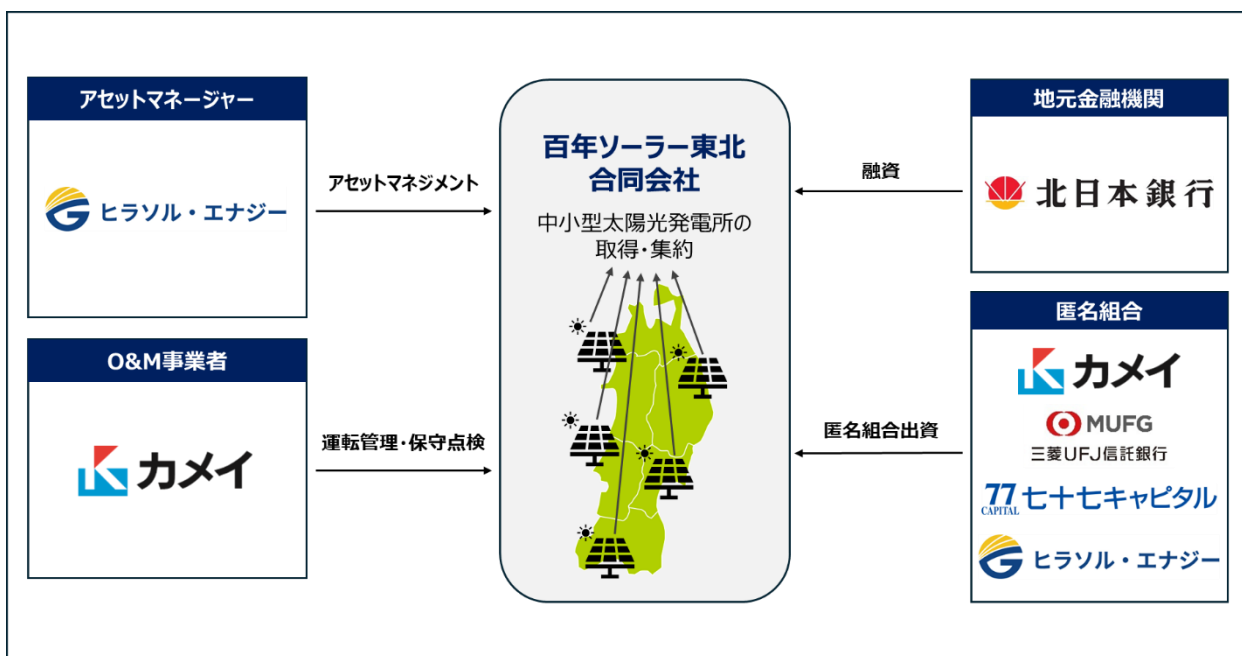 アセットマネージャー
ヒラソル・エナジー
アセットマネジメント
O&M事業者
カメイ
運転管理・保守点検
百年ソーラー東北
合同会社
中小型太陽光発電所の
取得・集約
地元金融機関
北日本銀行
融資
匿名組合
カメイ
MUFG
三菱UFJ信託銀行
77
CAPITAL
七十七キャピタル
ヒラソル・エナジー
匿名組合出資